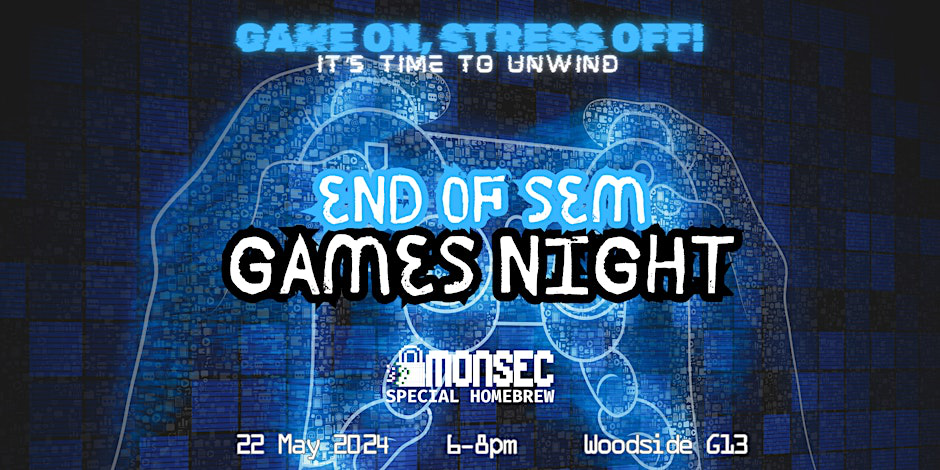 GAME ON, STRESS OFF!
IT'S TIME TO UNWIND
END OF SEM
GAMES NIGHT
MONSEC
SPECIAL HOMEBREW
22 May 2024 6-8pm Woodside G13